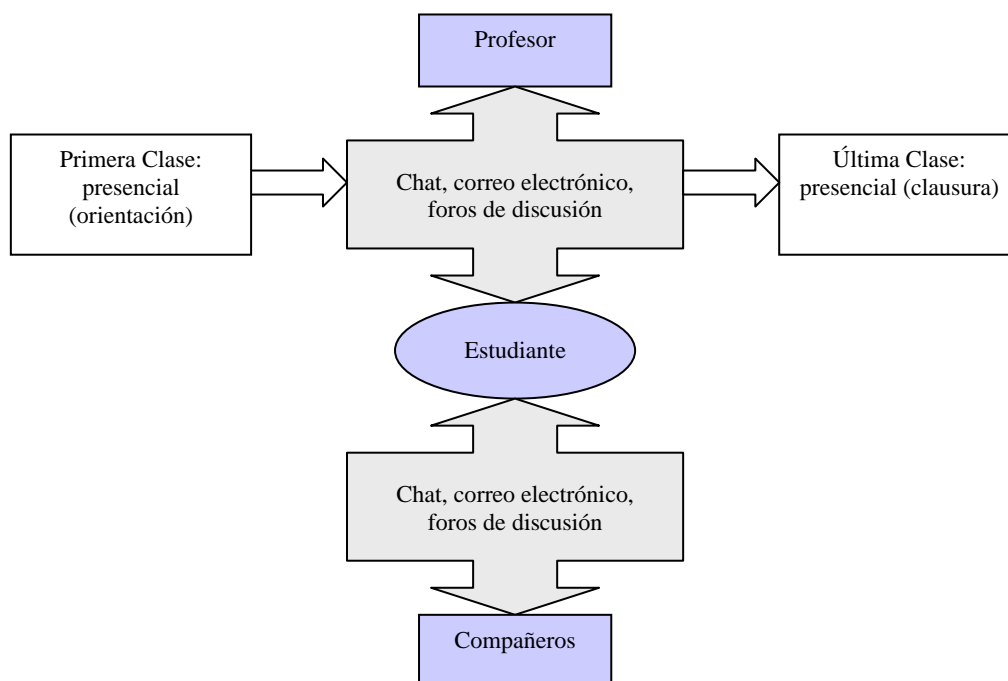 Profesor
Primera Clase:
presencial
(orientación)
Chat, correo electrónico,
foros de discusión
Última Clase:
presencial (clausura)
Estudiante
Chat, correo electrónico,
foros de discusión
Compañeros